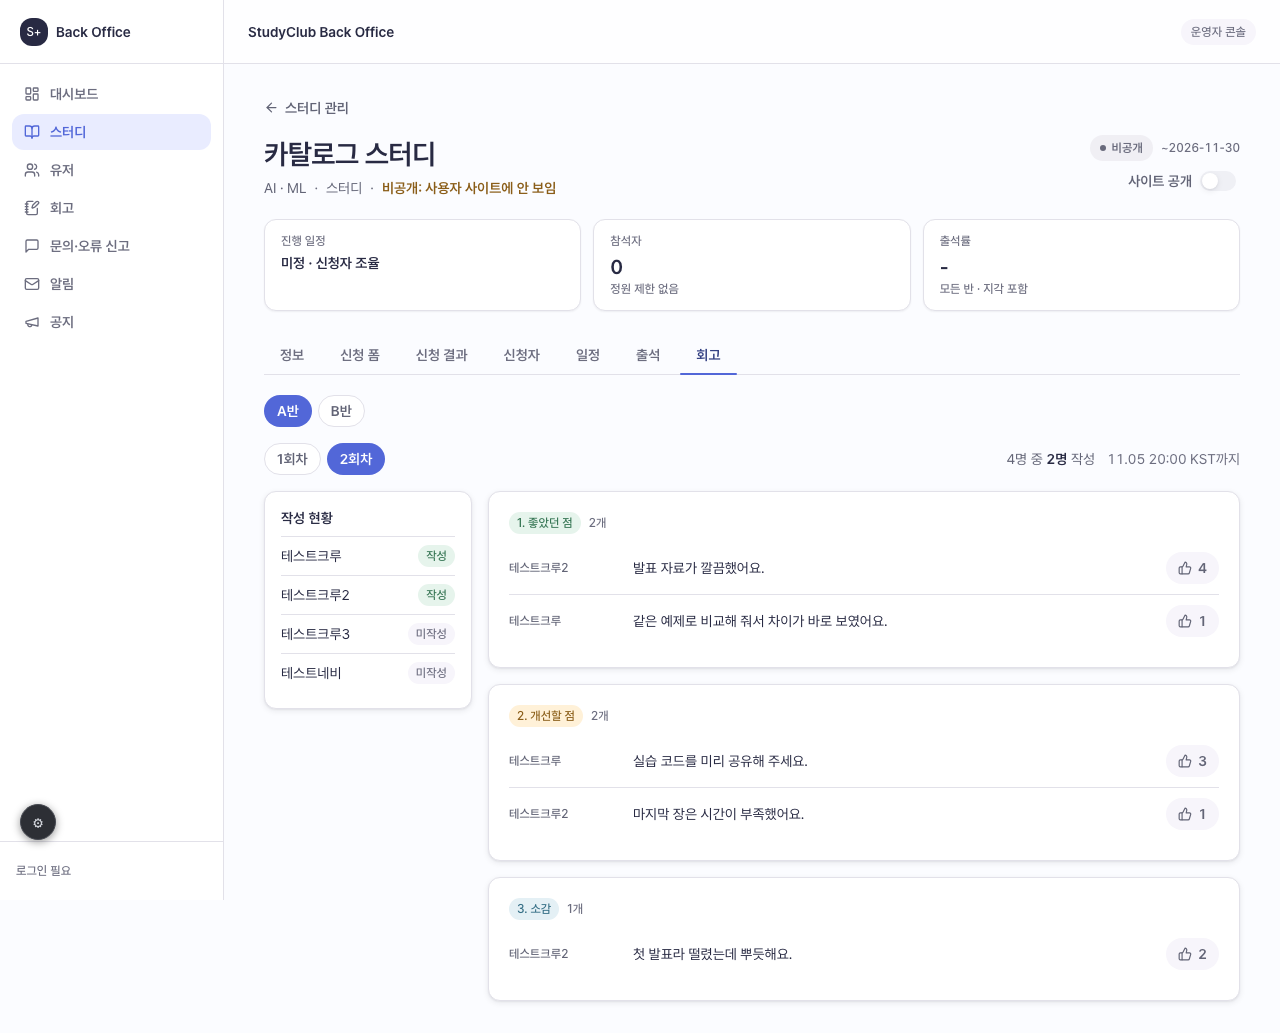 S+ Back Office
StudyClub Back Office
운영자 콘솔
대시보드
스터디
유저
회고
문의·오류 신고
알림
공지
로그인 필요
스터디 관리
카탈로그 스터디
비공개 ~2026-11-30
AI · ML · 스터디 · 비공개: 사용자 사이트에 안 보임
사이트 공개
진행 일정
미정 · 신청자 조율
참석자
0
정원 제한 없음
출석률
-
모든 반 · 지각 포함
정보 신청 폼 신청 결과 신청자 일정 출석 회고
A반 B반
1회차 2회차
4명 중 2명 작성 11.05 20:00 KST까지
작성 현황
테스트크루 작성
테스트크루2 작성
테스트크루3 미작성
테스트네비 미작성
1. 좋았던 점 2개
테스트크루2 발표 자료가 깔끔했어요. 4
테스트크루 같은 예제로 비교해 줘서 차이가 바로 보였어요. 1
2. 개선할 점 2개
테스트크루 실습 코드를 미리 공유해 주세요. 3
테스트크루2 마지막 장은 시간이 부족했어요. 1
3. 소감 1개
테스트크루2 첫 발표라 떨렸는데 뿌듯해요. 2